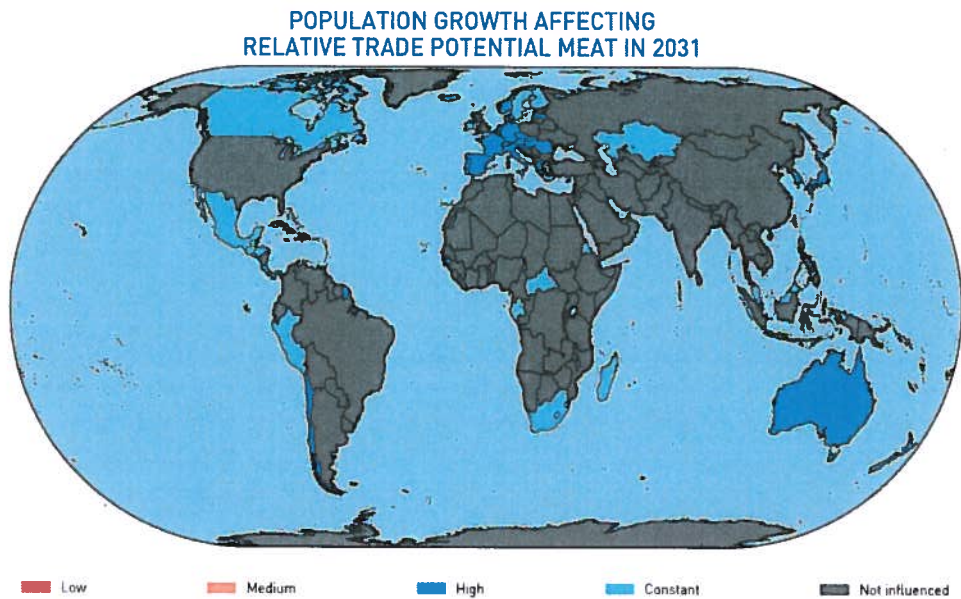 POPULATION GROWTH AFFECTING
RELATIVE TRADE POTENTIAL MEAT IN 2031
Low Medium High Constant Not influenced